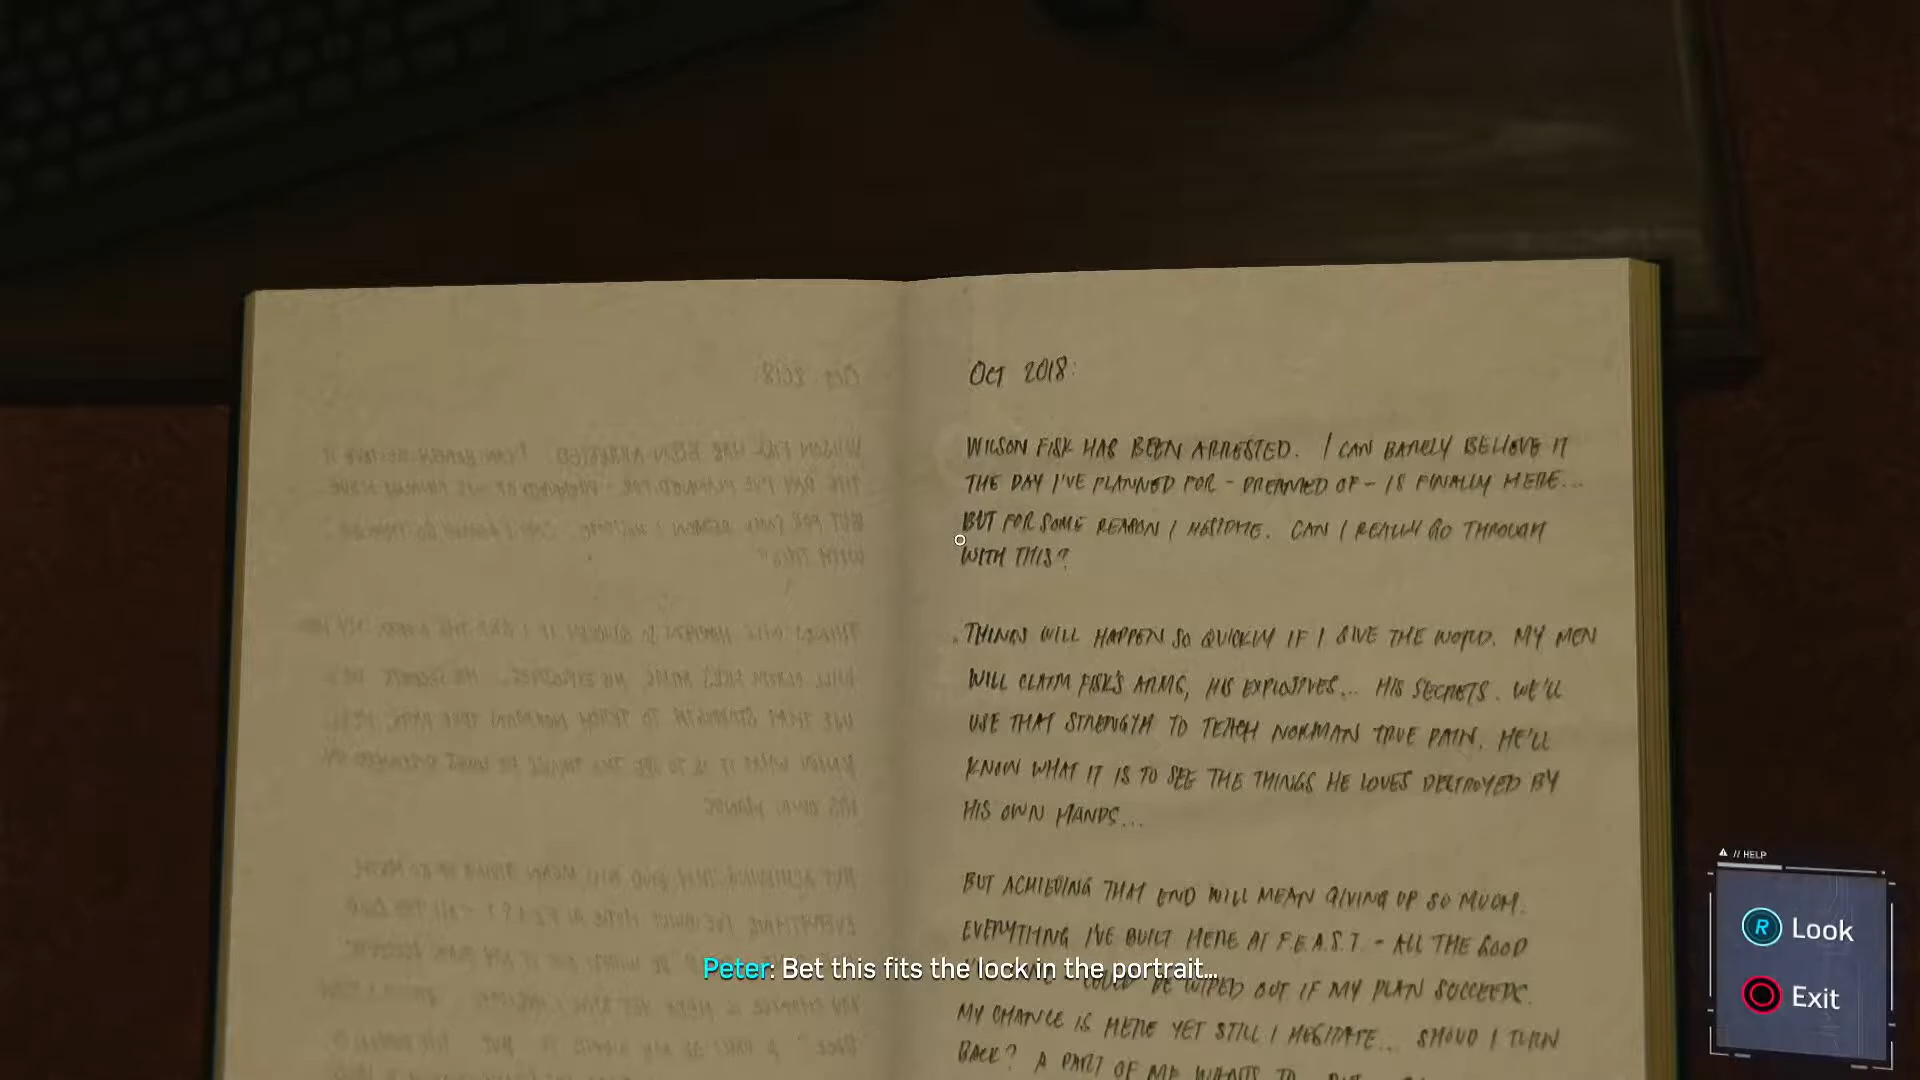 Oct 2018:
WILSON FISK HAS BEEN ARRESTED. I CAN BARELY BELIEVE IT
THE DAY I'VE PLANNED FOR - DREAMED OF - IS FINALLY HERE...
BUT FOR SOME REASON I HESITATE. CAN I REALLY GO THROUGH
WITH THIS?
THINGS WILL HAPPEN SO QUICKLY IF I GIVE THE WORD. MY MEN
WILL CLAIM FISK'S ARMS, HIS EXPLOSIVES... HIS SECRETS. WE'LL
USE THAT STRENGTH TO TEACH NORMAN TRUE PAIN. HE'LL
KNOW WHAT IT IS TO SEE THE THINGS HE LOVES DESTROYED BY
HIS OWN HANDS...
BUT ACHIEVING THAT END WILL MEAN GIVING UP SO MUCH.
EVERYTHING I'VE BUILT HERE AT F.E.A.S.T. - ALL THE GOOD
COULD BE WIPED OUT IF MY PLAN SUCCEEDS.
MY CHANCE IS HERE YET STILL I HESITATE... SHOUD I TURN
BACK? A PART OF ME WANTS TO
Peter: Bet this fits the lock in the portrait...
// HELP
R Look
Exit